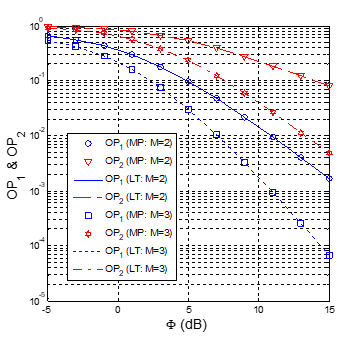 10^0
10^-1
10^-2
10^-3
10^-4
10^-5
OP1 & OP2
OP1 (MP: M=2)
OP2 (MP: M=2)
OP1 (LT: M=2)
OP2 (LT: M=2)
OP1 (MP: M=3)
OP2 (MP: M=3)
OP1 (LT: M=3)
OP2 (LT: M=3)
-5 0 5 10 15
Φ (dB)